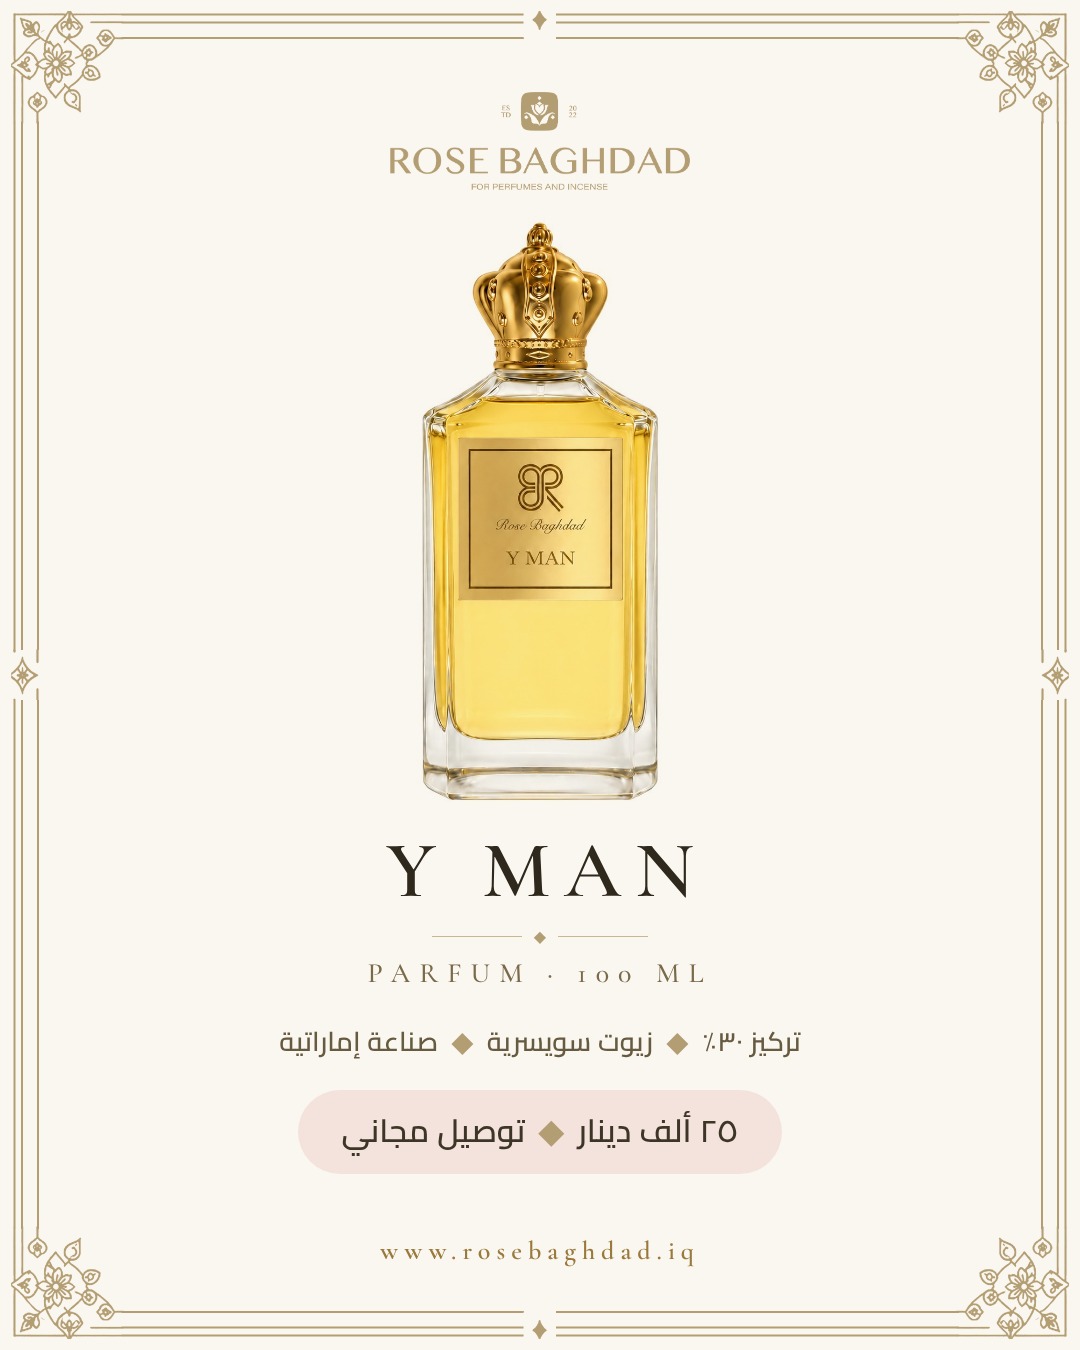 ES
TD
20
22
ROSE BAGHDAD
FOR PERFUMES AND INCENSE
Rose Baghdad
Y MAN
Y MAN
PARFUM · 100 ML
تركيز ٣٠٪ ◆ زيوت سويسرية ◆ صناعة إماراتية
٢٥ ألف دينار ◆ توصيل مجاني
www.rosebaghdad.iq